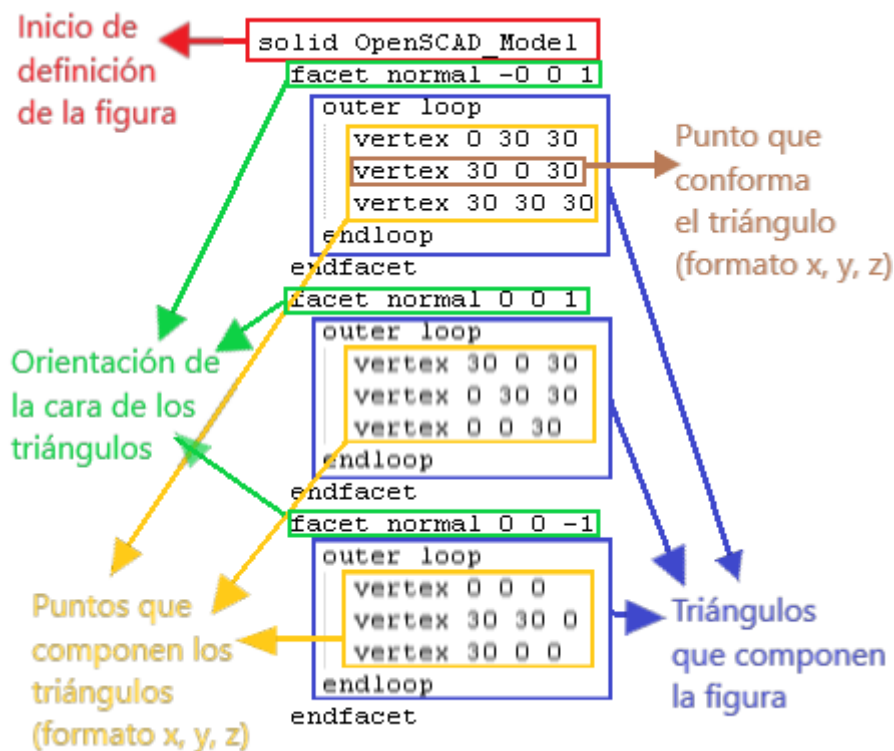 Inicio de
definición
de la figura
solid OpenSCAD_Model
facet normal -0 0 1
outer loop
vertex 0 30 30
vertex 30 0 30
vertex 30 30 30
endloop
endfacet
facet normal 0 0 1
outer loop
vertex 30 0 30
vertex 0 30 30
vertex 0 0 30
endloop
endfacet
facet normal 0 0 -1
outer loop
vertex 0 0 0
vertex 30 30 0
vertex 30 0 0
endloop
endfacet
Punto que
conforma
el triángulo
(formato x, y, z)
Orientación de
la cara de los
triángulos
Puntos que
componen los
triángulos
(formato x, y, z)
Triángulos
que componen
la figura